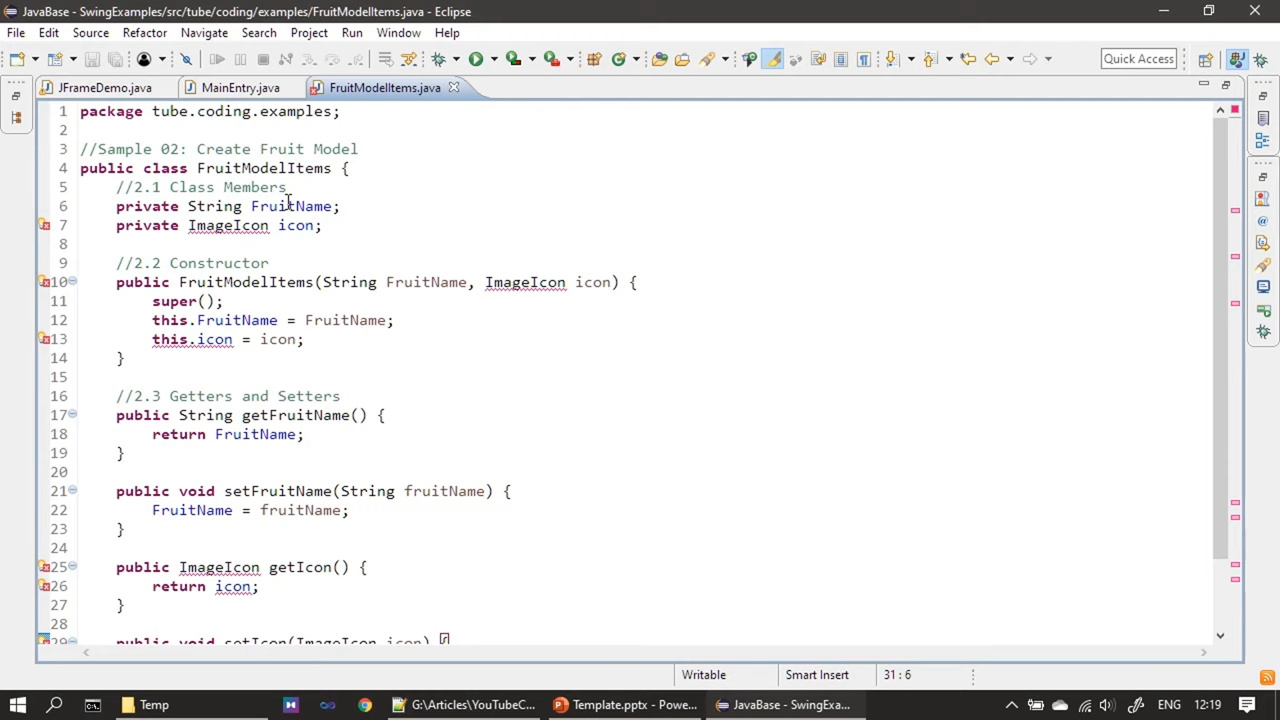 JavaBase - SwingExamples/src/tube/coding/examples/FruitModelItems.java - Eclipse
File Edit Source Refactor Navigate Search Project Run Window Help
Quick Access
JFrameDemo.java MainEntry.java FruitModelItems.java
1 package tube.coding.examples;
2
3 //Sample 02: Create Fruit Model
4 public class FruitModelItems {
5 //2.1 Class Members
6 private String FruitName;
7 private ImageIcon icon;
8
9 //2.2 Constructor
10 public FruitModelItems(String FruitName, ImageIcon icon) {
11 super();
12 this.FruitName = FruitName;
13 this.icon = icon;
14 }
15
16 //2.3 Getters and Setters
17 public String getFruitName() {
18 return FruitName;
19 }
20
21 public void setFruitName(String fruitName) {
22 FruitName = fruitName;
23 }
24
25 public ImageIcon getIcon() {
26 return icon;
27 }
28
29 public void setIcon(ImageIcon icon) {
Writable Smart Insert 31 : 6
Temp G:\Articles\YouTubeC... Template.pptx - Powe... JavaBase - SwingExa... ENG 12:19